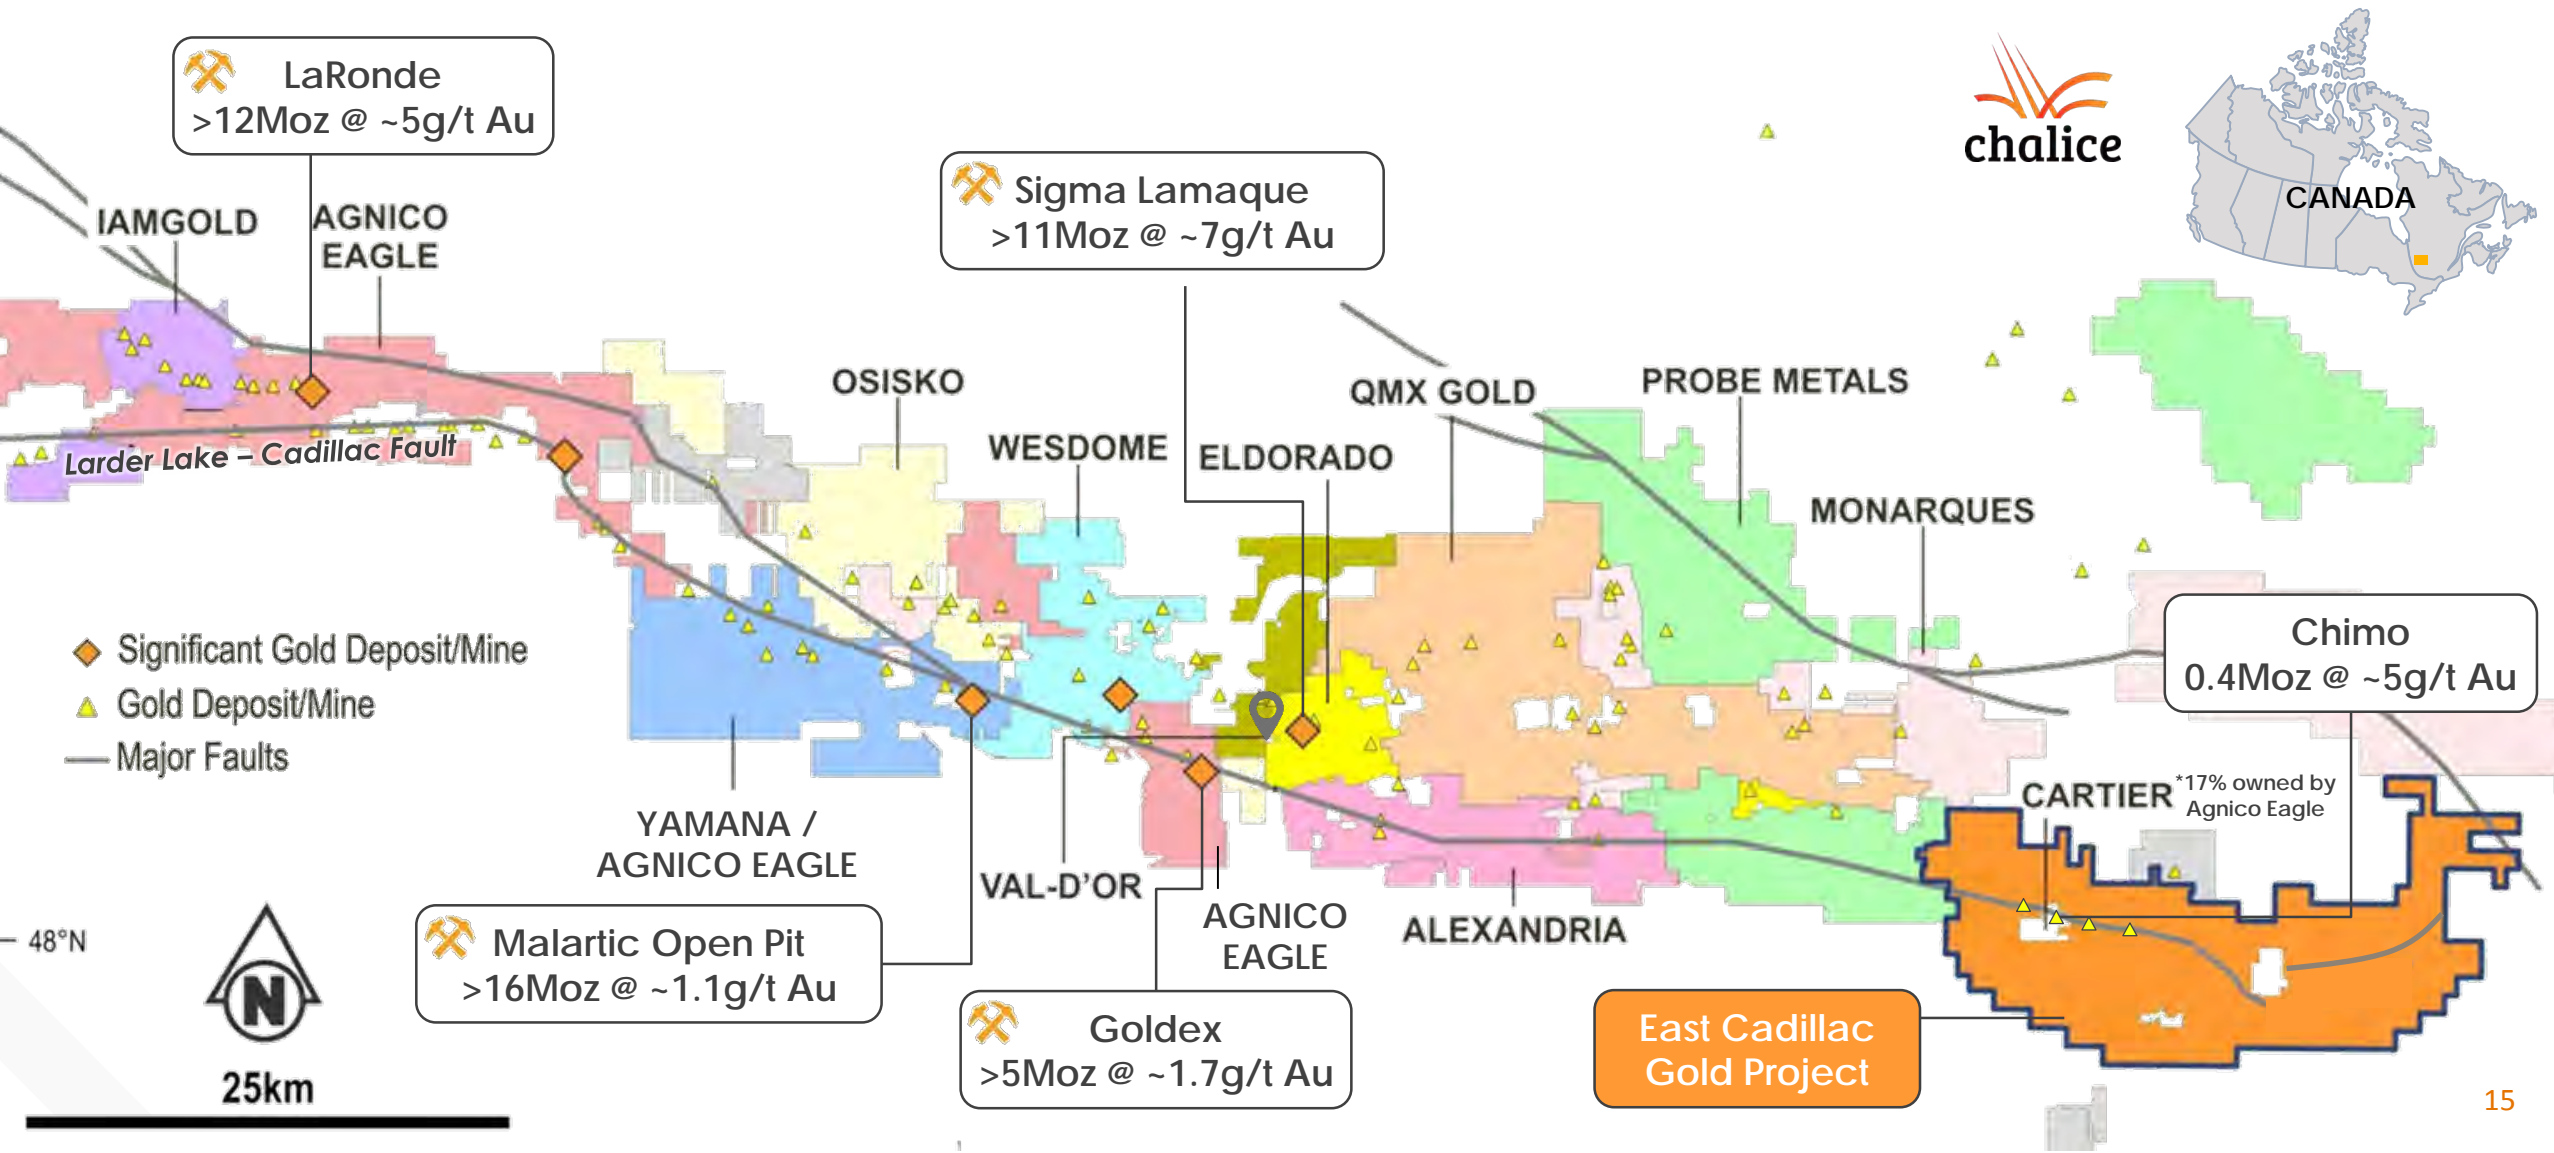 LaRonde
>12Moz @ ~5g/t Au
chalice
CANADA
Sigma Lamaque
>11Moz @ ~7g/t Au
IAMGOLD
AGNICO
EAGLE
OSISKO
QMX GOLD
PROBE METALS
WESDOME
ELDORADO
Larder Lake – Cadillac Fault
MONARQUES
Significant Gold Deposit/Mine
Gold Deposit/Mine
Major Faults
Chimo
0.4Moz @ ~5g/t Au
CARTIER
*17% owned by
Agnico Eagle
YAMANA /
AGNICO EAGLE
VAL-D'OR
AGNICO
EAGLE
ALEXANDRIA
48°N
N
25km
Malartic Open Pit
>16Moz @ ~1.1g/t Au
Goldex
>5Moz @ ~1.7g/t Au
East Cadillac
Gold Project
15